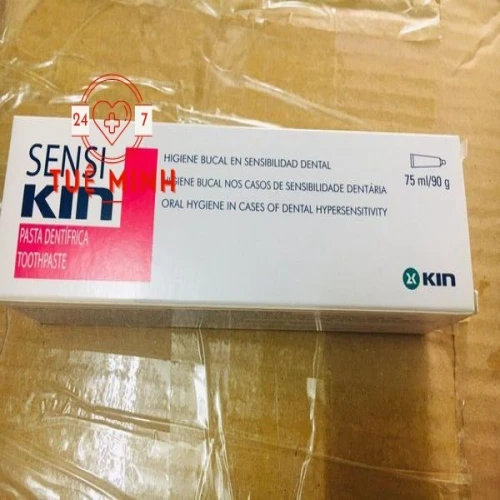 24 7
TUỆ MINH
SENSI
KIN
PASTA DENTÍFRICA
TOOTHPASTE
HIGIENE BUCAL EN SENSIBILIDAD DENTAL
HIGIENE BUCAL NOS CASOS DE SENSIBILIDADE DENTÁRIA
ORAL HYGIENE IN CASES OF DENTAL HYPERSENSITIVITY
75 ml/90 g
KIN